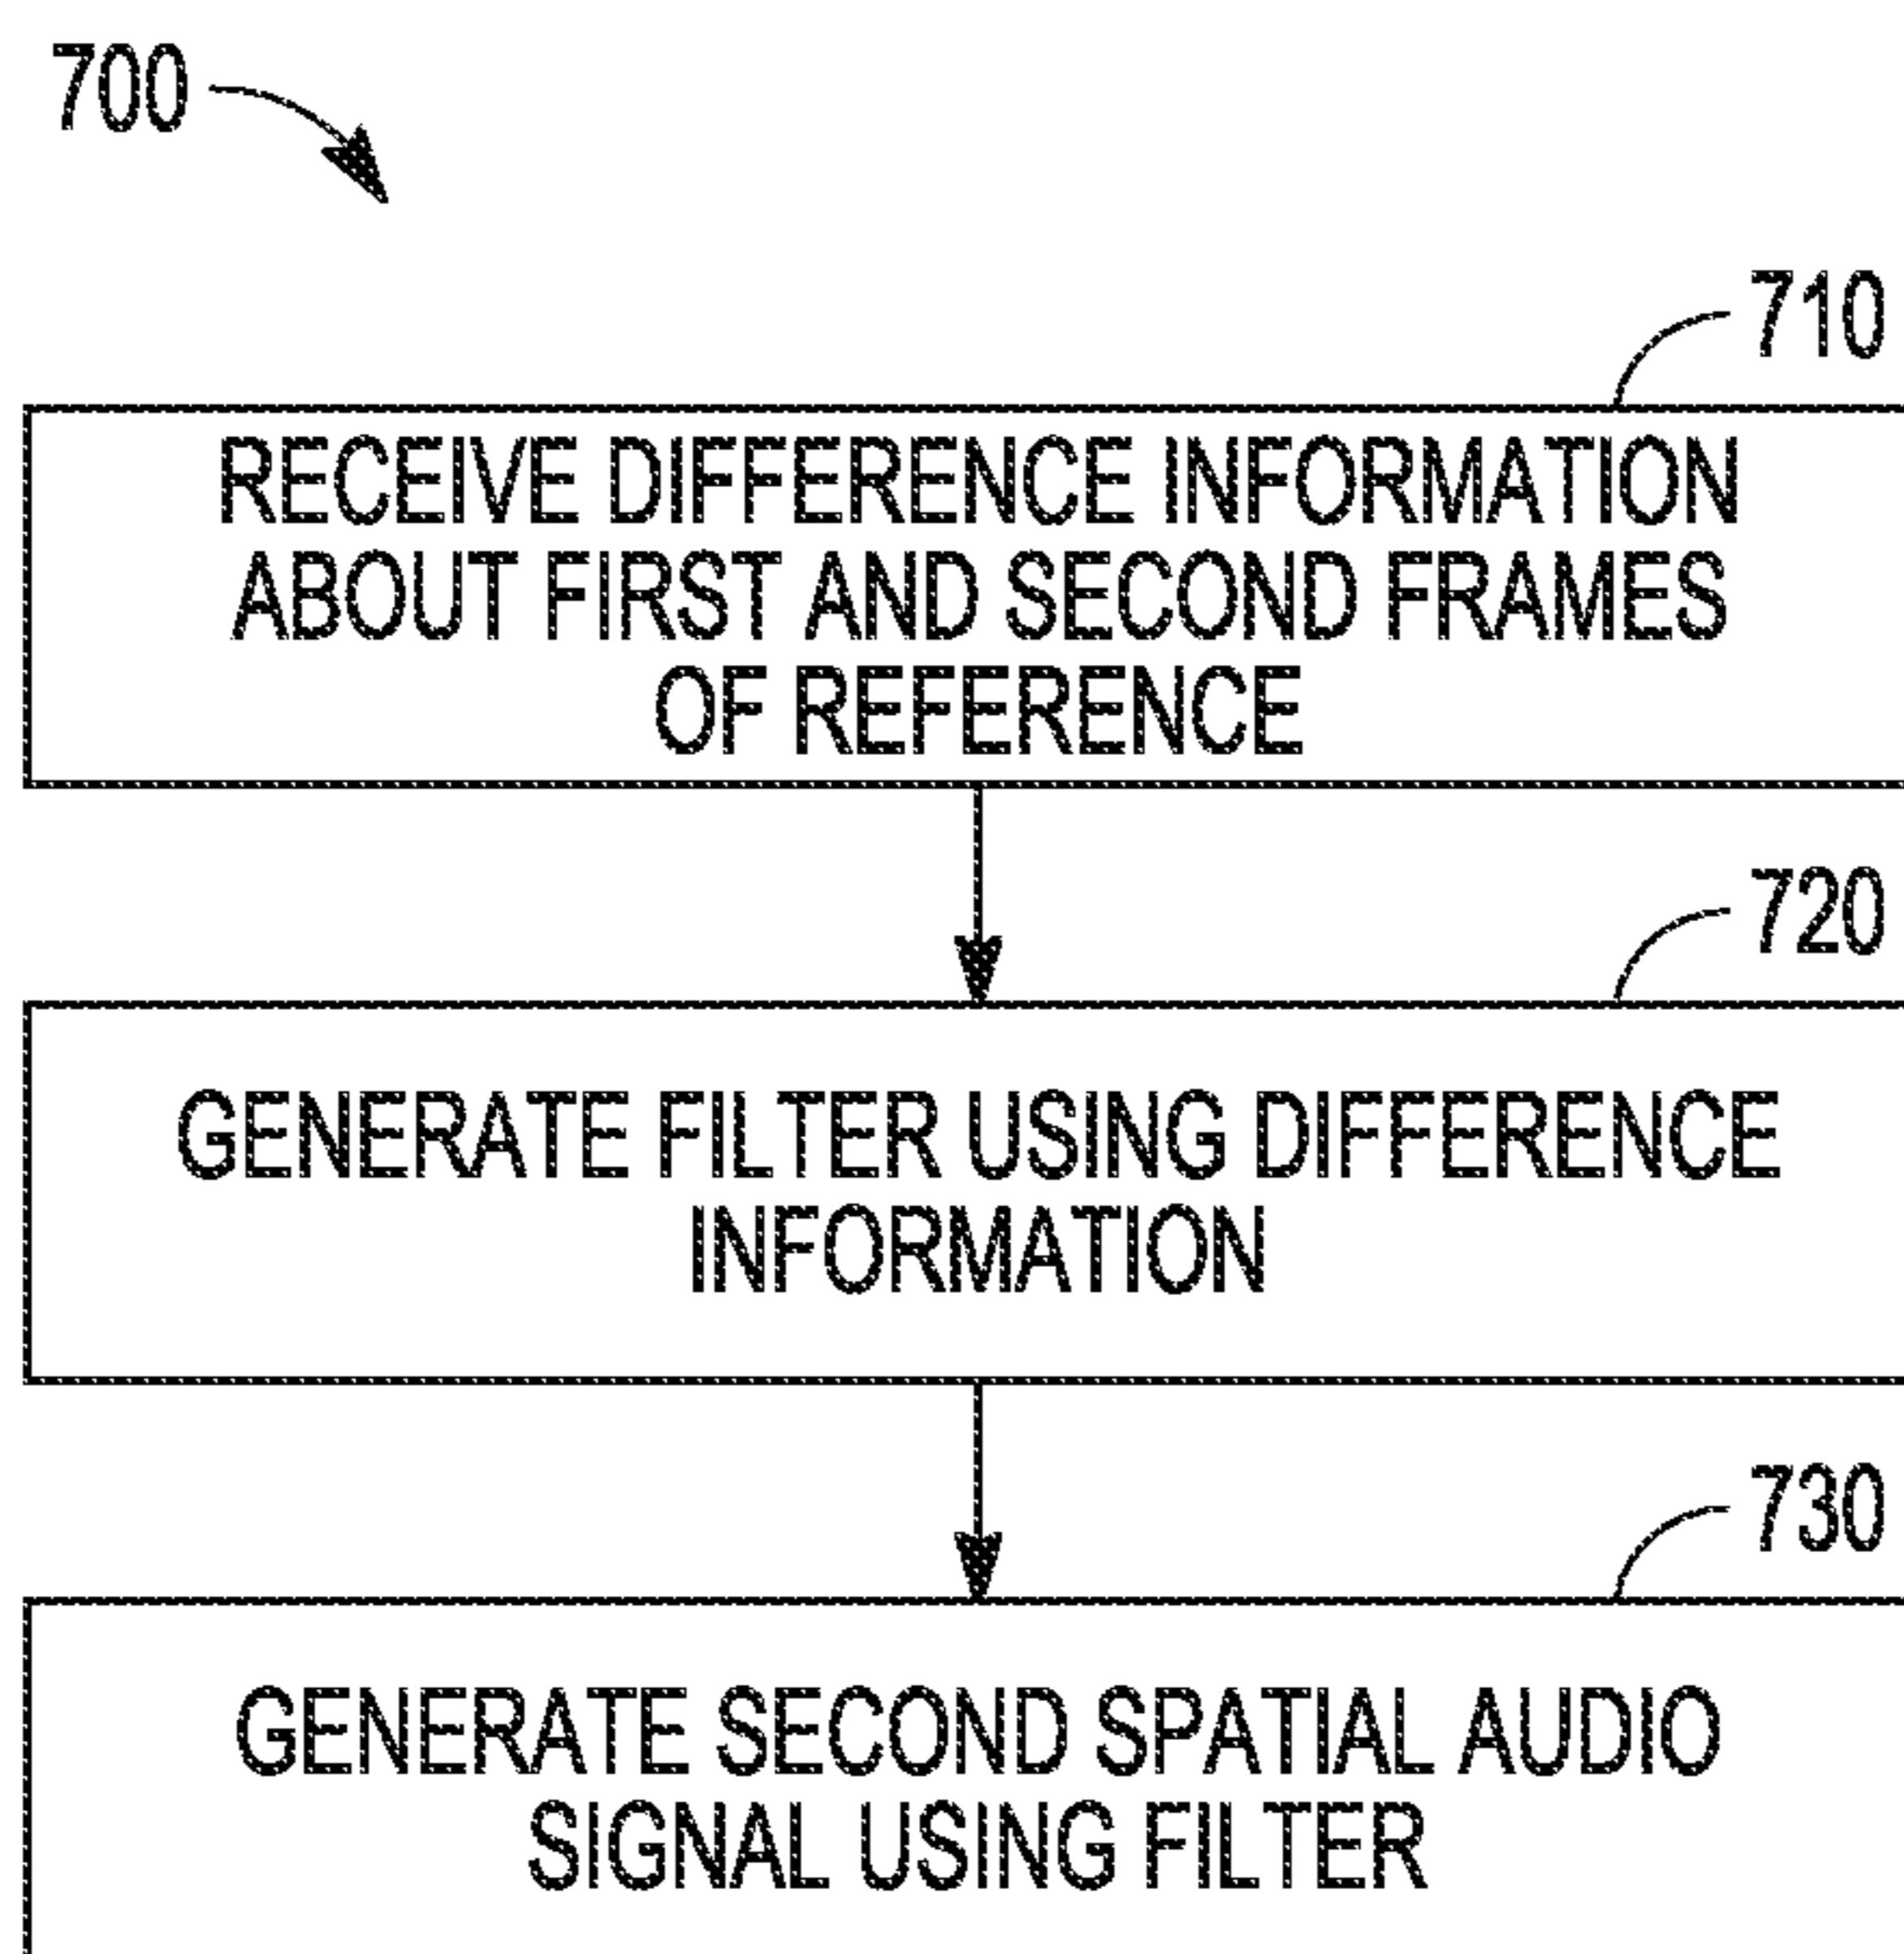 700
710
RECEIVE DIFFERENCE INFORMATION
ABOUT FIRST AND SECOND FRAMES
OF REFERENCE
720
GENERATE FILTER USING DIFFERENCE
INFORMATION
730
GENERATE SECOND SPATIAL AUDIO
SIGNAL USING FILTER